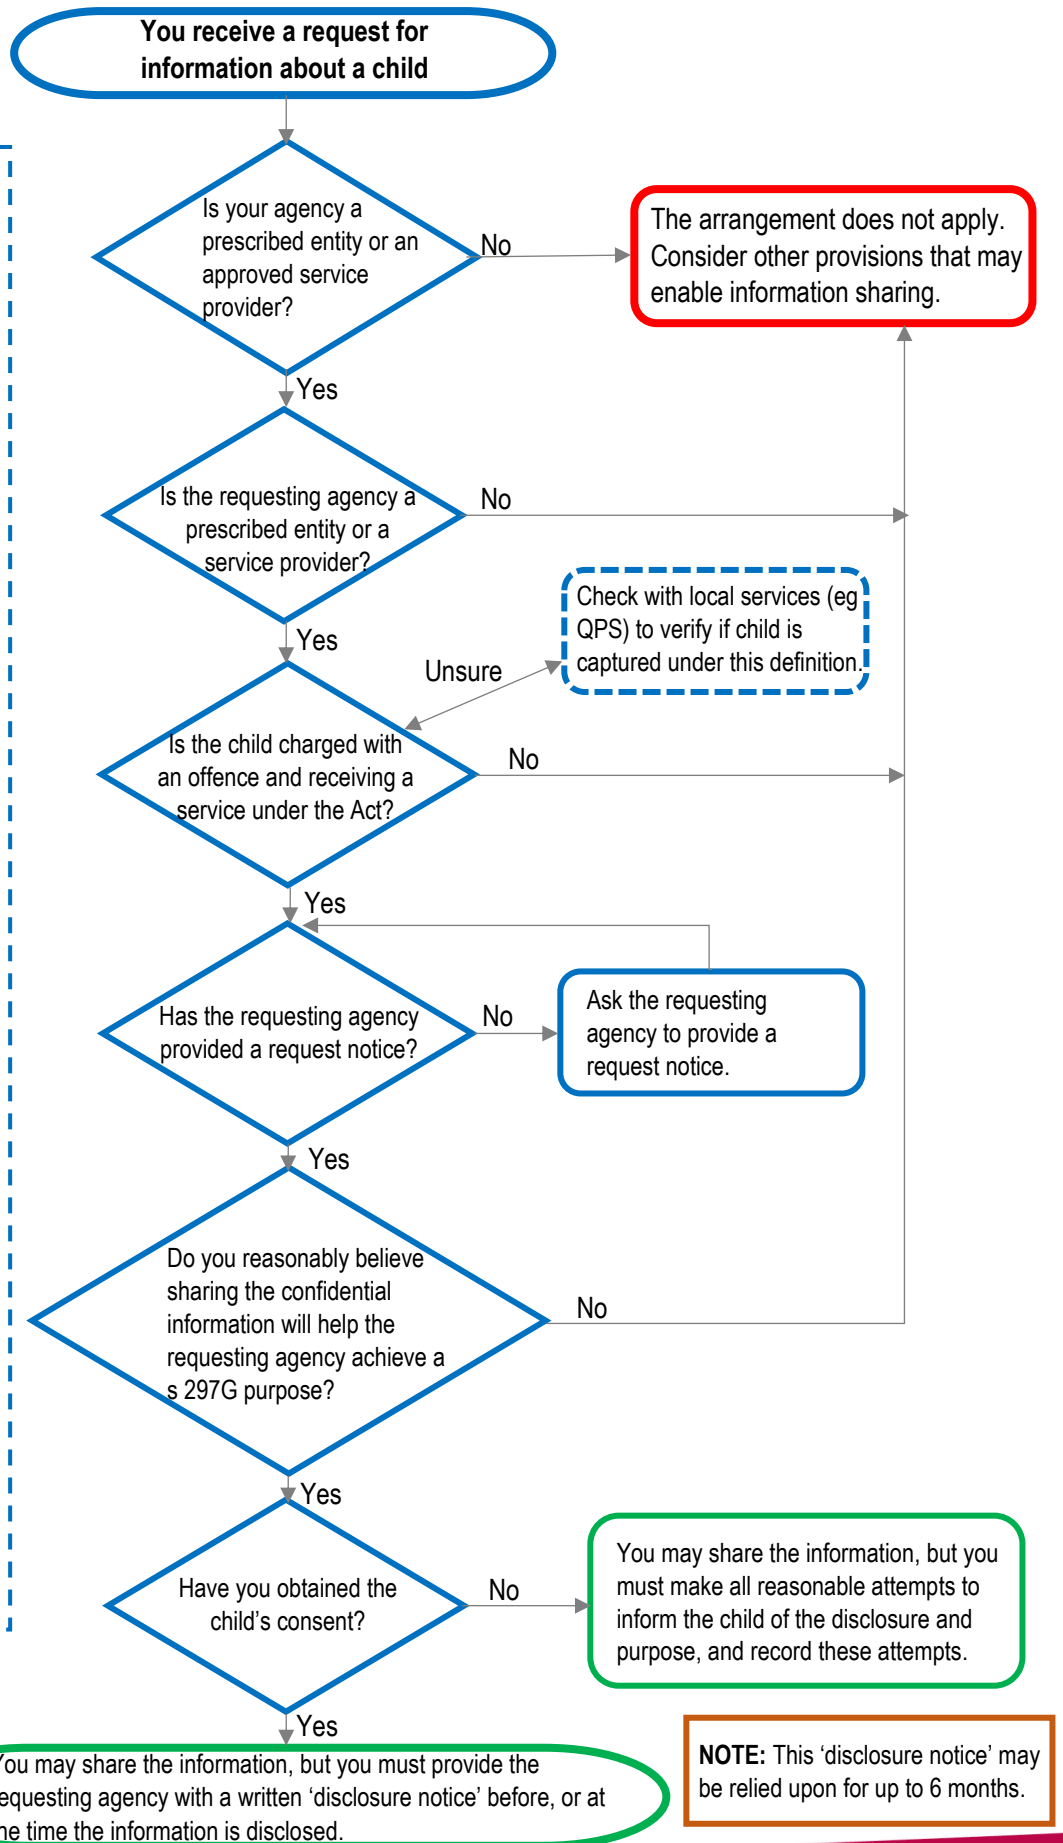 You receive a request for
information about a child
Is your agency a
prescribed entity or an
approved service
provider?
No
The arrangement does not apply.
Consider other provisions that may
enable information sharing.
Yes
Is the requesting agency a
prescribed entity or a
service provider?
No
Check with local services (eg
QPS) to verify if child is
captured under this definition.
Yes
Unsure
Is the child charged with
an offence and receiving a
service under the Act?
No
Yes
Has the requesting agency
provided a request notice?
No
Ask the requesting
agency to provide a
request notice.
Yes
Do you reasonably believe
sharing the confidential
information will help the
requesting agency achieve a
s 297G purpose?
No
Yes
Have you obtained the
child’s consent?
No
You may share the information, but you
must make all reasonable attempts to
inform the child of the disclosure and
purpose, and record these attempts.
Yes
You may share the information, but you must provide the
equesting agency with a written ‘disclosure notice’ before, or at
he time the information is disclosed.
NOTE: This ‘disclosure notice’ may
be relied upon for up to 6 months.